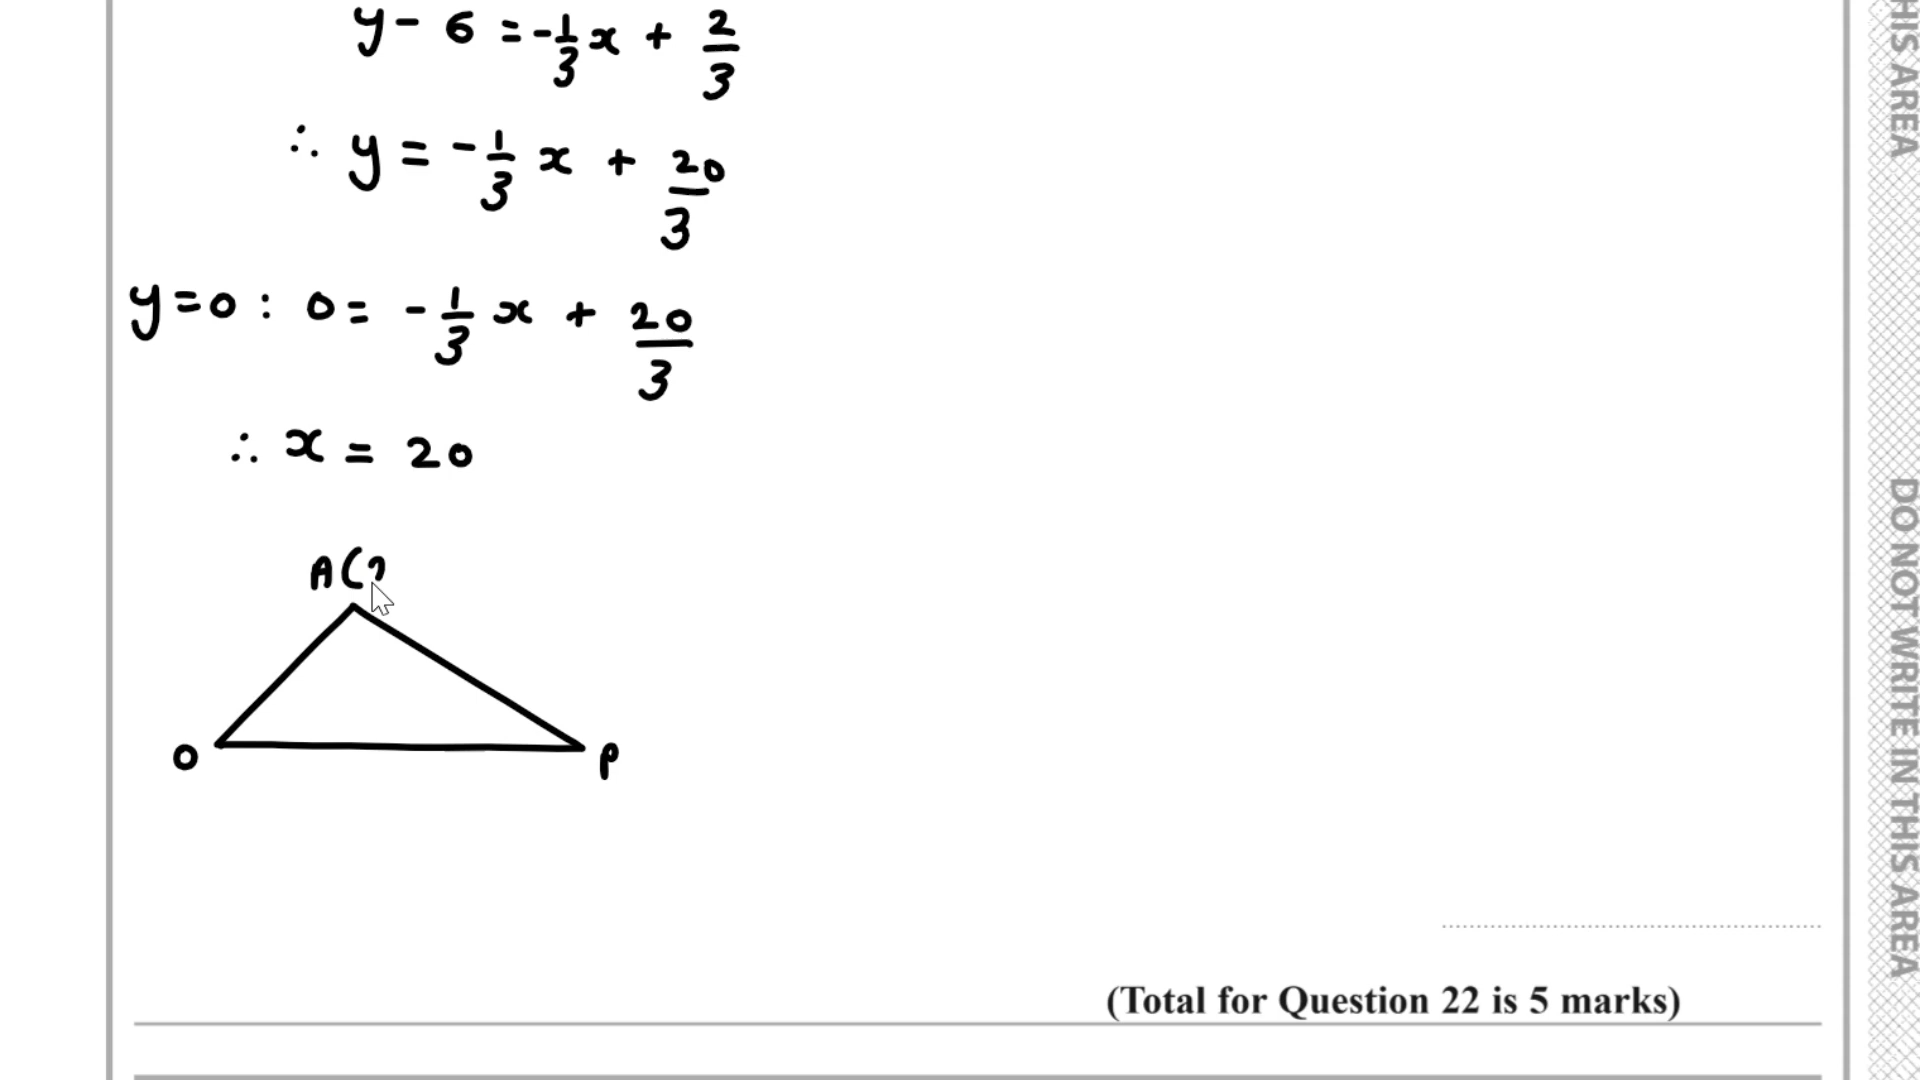 y - 6 = -1/3 x + 2/3
∴ y = -1/3 x + 20/3
y=0 : 0 = -1/3 x + 20/3
∴ x = 20
A(2
O P
(Total for Question 22 is 5 marks)
HIS AREA
DO NOT WRITE IN THIS AREA